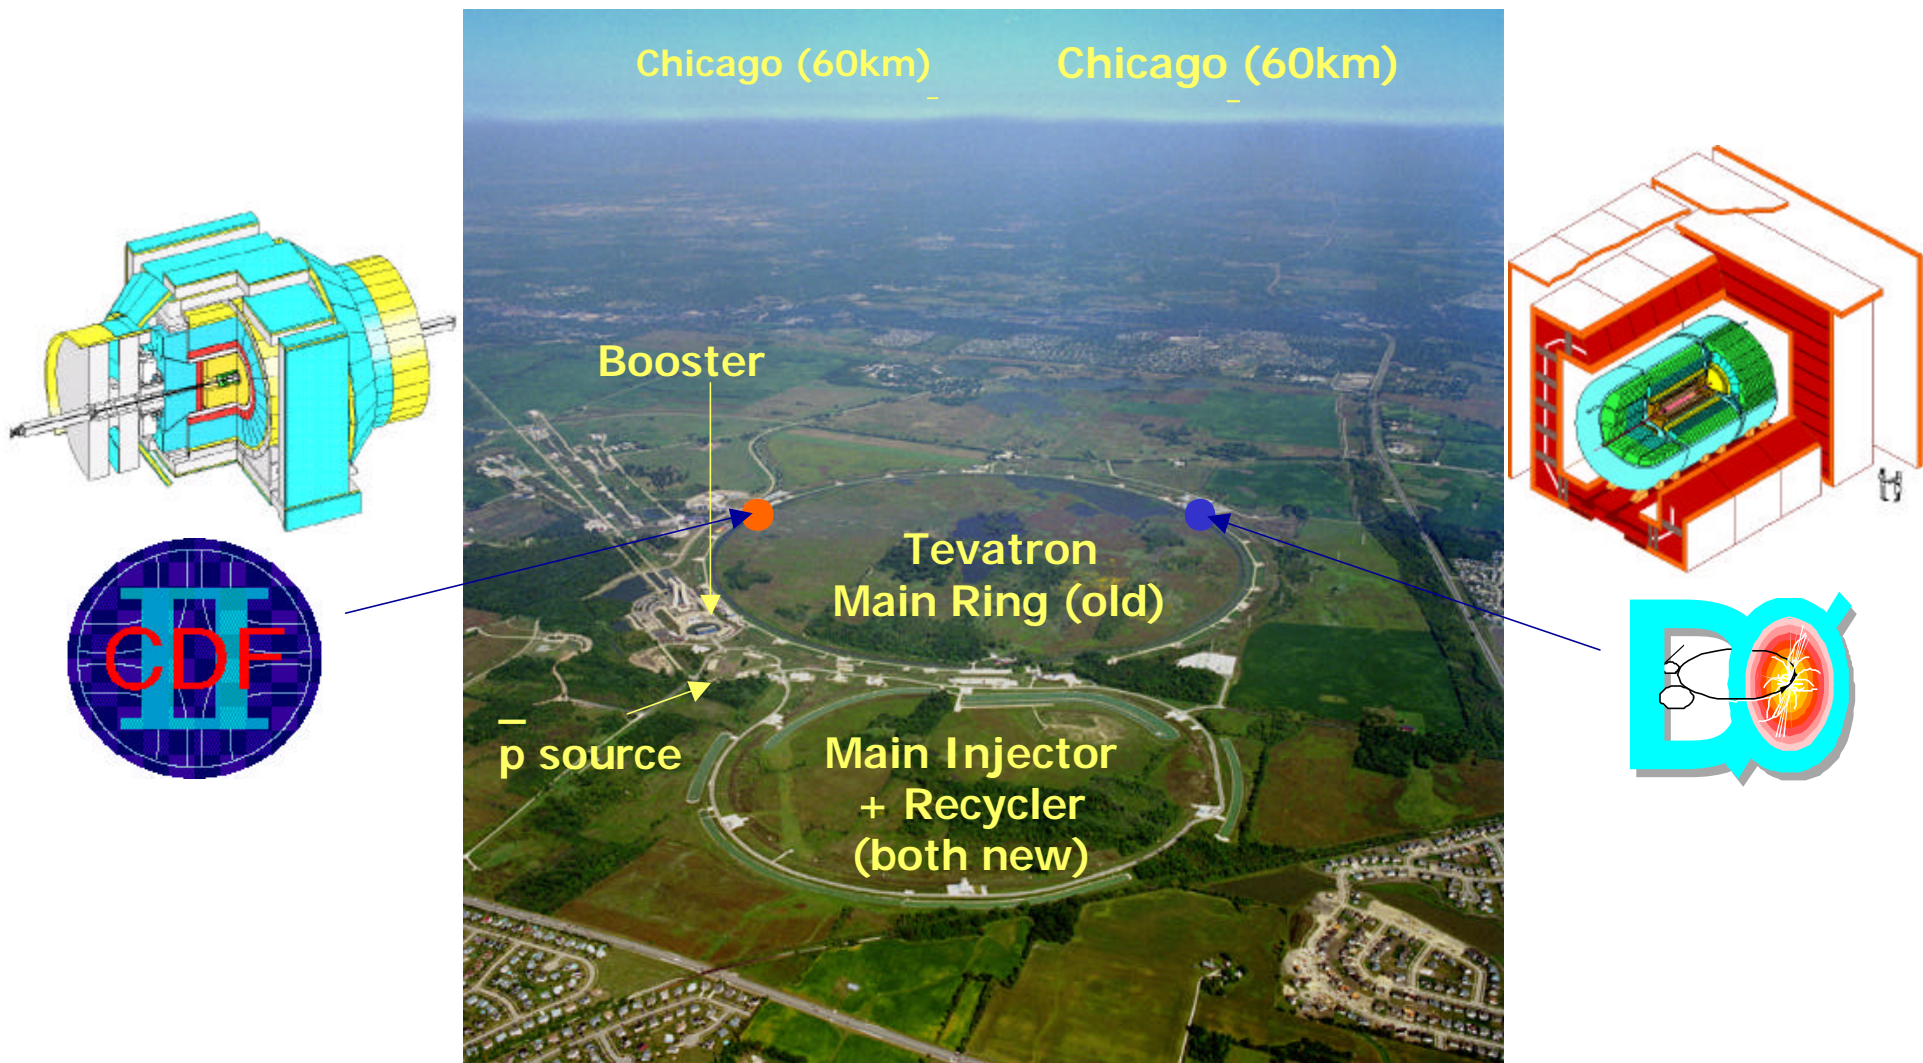 Chicago (60km)
Chicago (60km)
Booster
Tevatron
Main Ring (old)
CDF
II
DØ
p̅ source
Main Injector
+ Recycler
(both new)